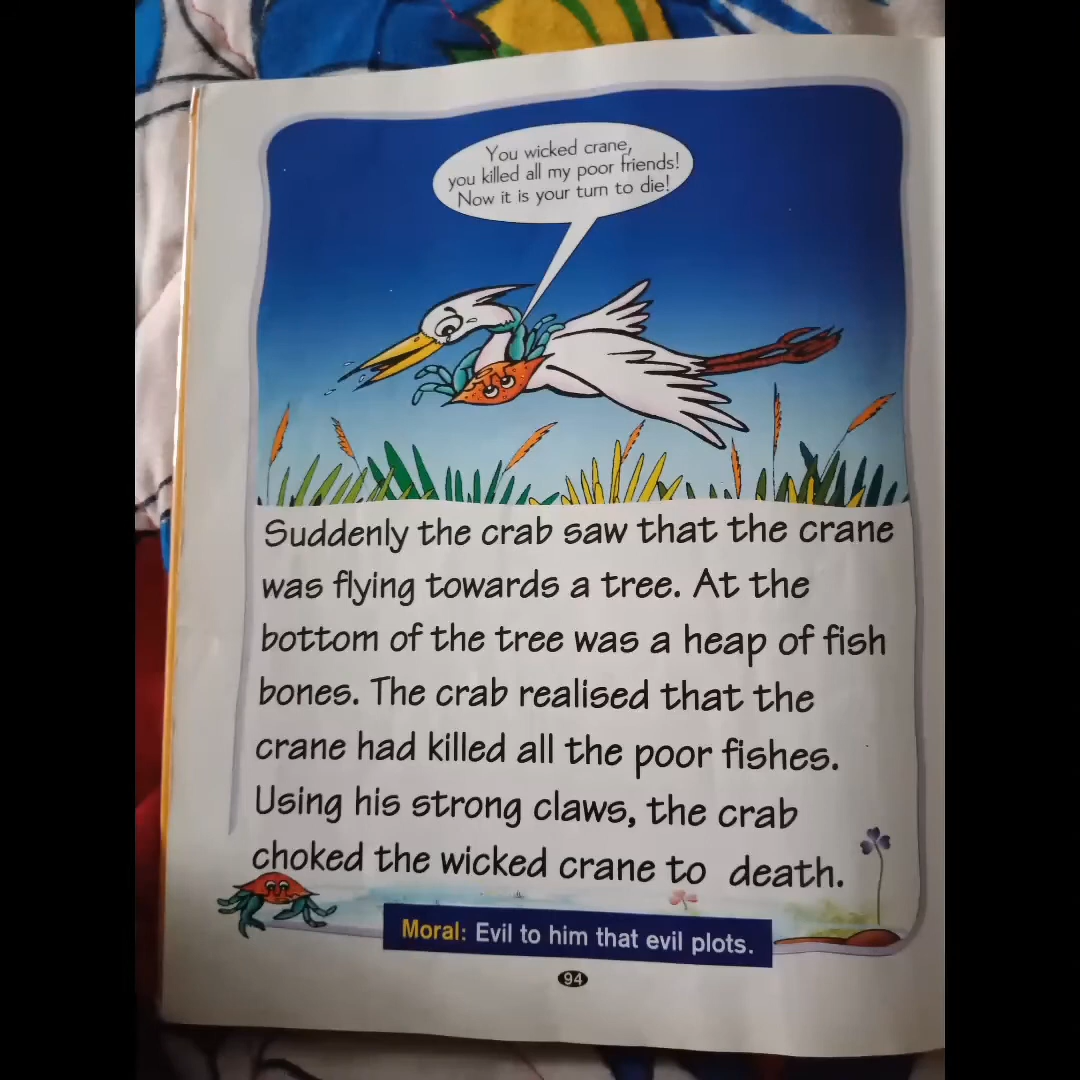 You wicked crane,
you killed all my poor friends!
Now it is your turn to die!
Suddenly the crab saw that the crane
was flying towards a tree. At the
bottom of the tree was a heap of fish
bones. The crab realised that the
crane had killed all the poor fishes.
Using his strong claws, the crab
choked the wicked crane to death.
Moral: Evil to him that evil plots.
94